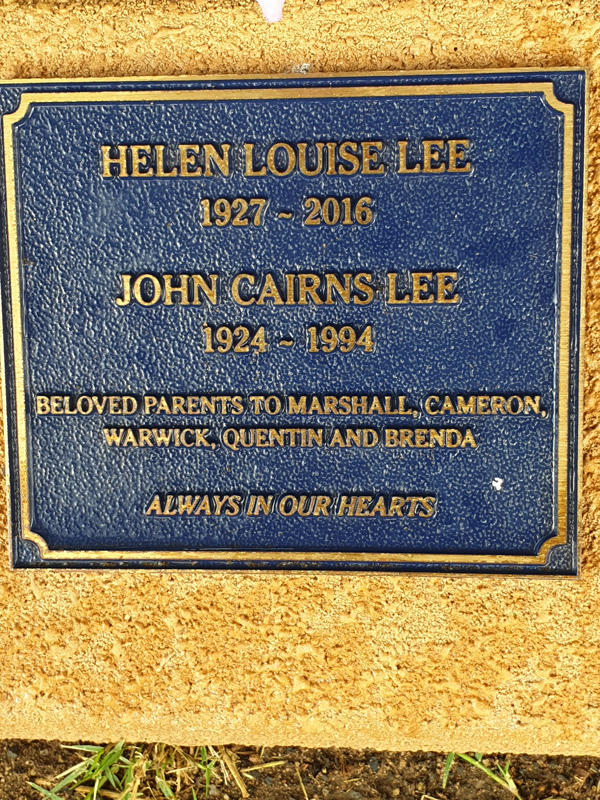 HELEN LOUISE LEE
1927 ~ 2016
JOHN CAIRNS LEE
1924 ~ 1994
BELOVED PARENTS TO MARSHALL, CAMERON,
WARWICK, QUENTIN AND BRENDA
ALWAYS IN OUR HEARTS